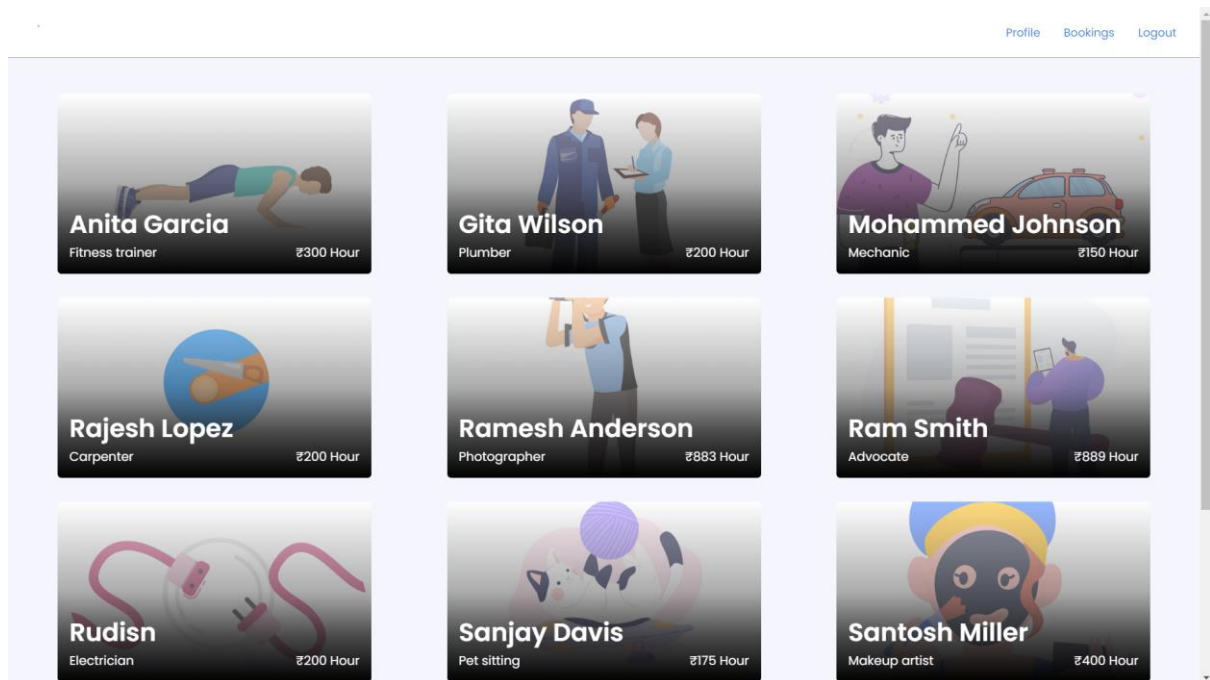 Profile Bookings Logout
Anita Garcia
Fitness trainer ₹300 Hour
Gita Wilson
Plumber ₹200 Hour
Mohammed Johnson
Mechanic ₹150 Hour
Rajesh Lopez
Carpenter ₹200 Hour
Ramesh Anderson
Photographer ₹883 Hour
Ram Smith
Advocate ₹889 Hour
Rudisn
Electrician ₹200 Hour
Sanjay Davis
Pet sitting ₹175 Hour
Santosh Miller
Makeup artist ₹400 Hour